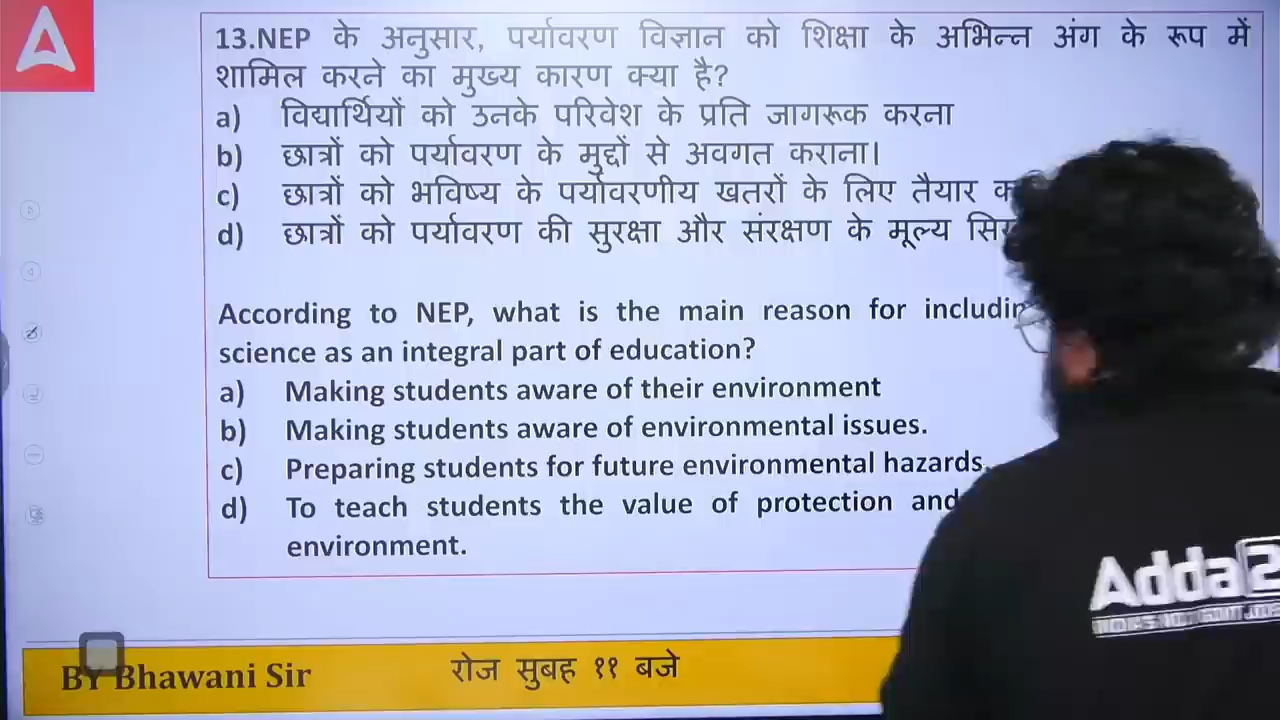 13.NEP के अनुसार, पर्यावरण विज्ञान को शिक्षा के अभिन्न अंग के रूप में
शामिल करने का मुख्य कारण क्या है?
a) विद्यार्थियों को उनके परिवेश के प्रति जागरूक करना
b) छात्रों को पर्यावरण के मुद्दों से अवगत कराना।
c) छात्रों को भविष्य के पर्यावरणीय खतरों के लिए तैयार
d) छात्रों को पर्यावरण की सुरक्षा और संरक्षण के मूल्य
According to NEP, what is the main reason for
science as an integral part of education?
a) Making students aware of their environment
b) Making students aware of environmental issues.
c) Preparing students for future environmental hazards.
d) To teach students the value of protection and
environment.
Adda2
BY Bhawani Sir
रोज सुबह ११ बजे